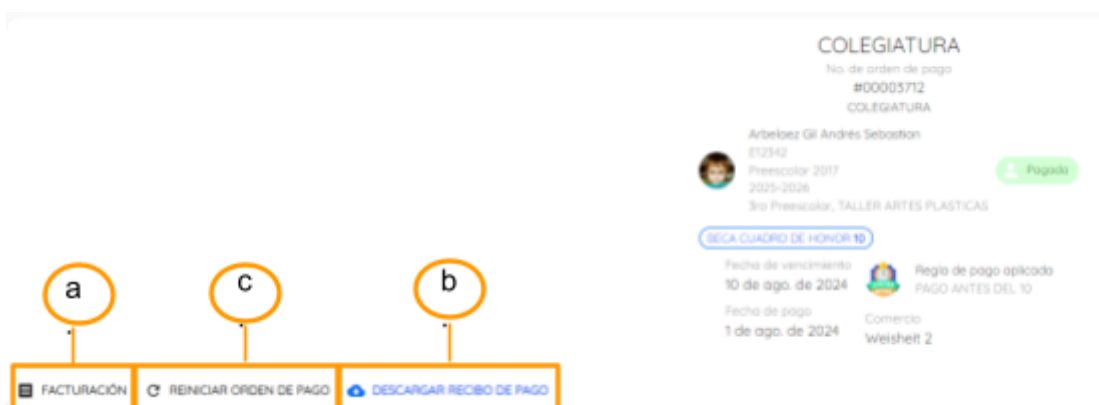 COLEGIATURA
No. de orden de pago
#00003712
COLEGIATURA
Arbelaez Gil Andrés Sebastian
E12342
Preescolar 2017
2025-2026
3ro Preescolar, TALLER ARTES PLASTICAS
Pagada
BECA CUADRO DE HONOR 10
Fecha de vencimiento
10 de ago. de 2024
Regla de pago aplicada
PAGO ANTES DEL 10
Fecha de pago
1 de ago. de 2024
Comercio
Weisheit 2
a
c
b
FACTURACIÓN
REINICIAR ORDEN DE PAGO
DESCARGAR RECIBO DE PAGO